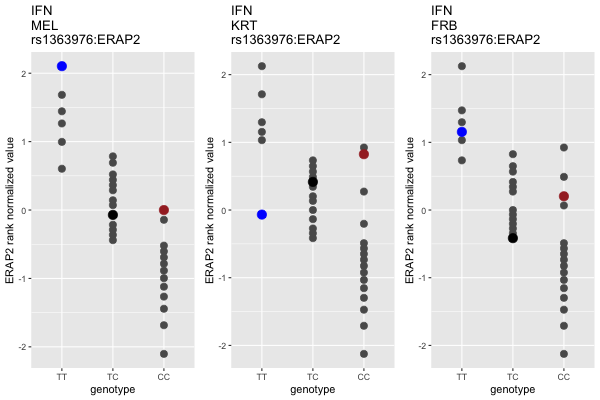 IFN
MEL
rs1363976:ERAP2
ERAP2 rank normalized value
2
1
0
-1
-2
TT
TC
CC
genotype
IFN
KRT
rs1363976:ERAP2
ERAP2 rank normalized value
2
1
0
-1
-2
TT
TC
CC
genotype
IFN
FRB
rs1363976:ERAP2
ERAP2 rank normalized value
2
1
0
-1
-2
TT
TC
CC
genotype